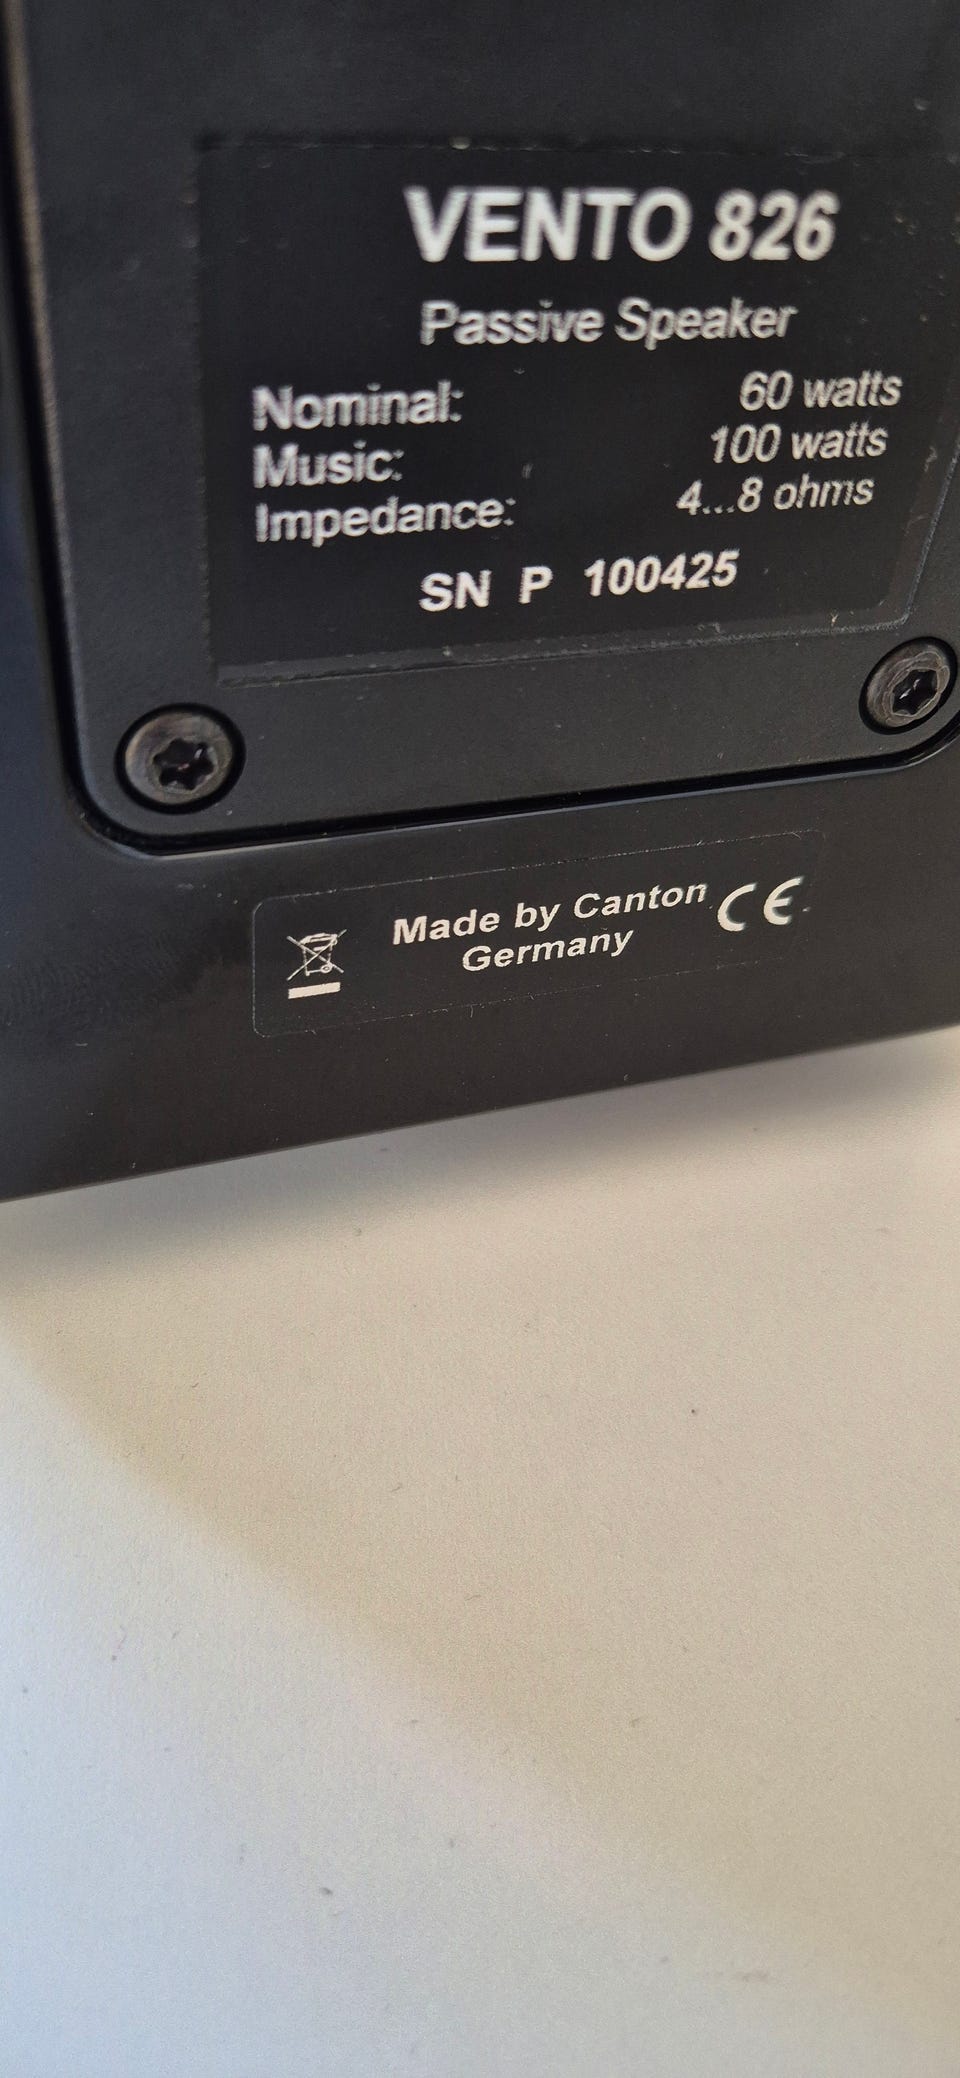 VENTO 826
Passive Speaker
Nominal: 60 watts
Music: 100 watts
Impedance: 4...8 ohms
SN P 100425
Made by Canton CE
Germany